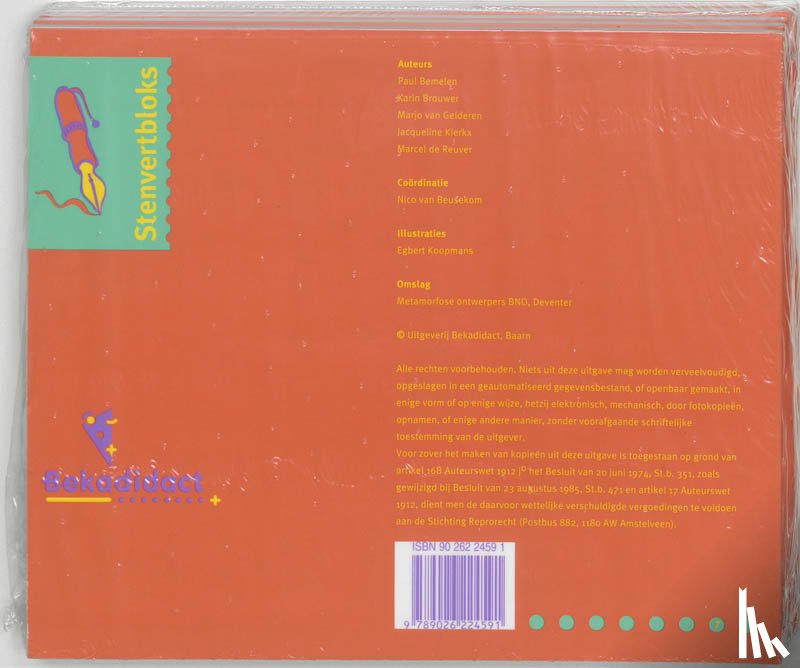 Stenvertbloks
Auteurs
Paul Bemelen
Karin Brouwer
Marjo van Gelderen
Jacqueline Kierkx
Marcel de Reuver
Coördinatie
Nico van Beusekom
Illustraties
Egbert Koopmans
Omslag
Metamorfose ontwerpers BNO, Deventer
© Uitgeverij Bekadidact, Baarn
Alle rechten voorbehouden. Niets uit deze uitgave mag worden verveelvoudigd,
opgeslagen in een geautomatiseerd gegevensbestand, of openbaar gemaakt, in
enige vorm of op enige wijze, hetzij elektronisch, mechanisch, door fotokopieën,
opnamen, of enige andere manier, zonder voorafgaande schriftelijke
toestemming van de uitgever.
Voor zover het maken van kopieën uit deze uitgave is toegestaan op grond van
artikel 16B Auteurswet 1912 jº het Besluit van 20 juni 1974, St.b. 351, zoals
gewijzigd bij Besluit van 23 augustus 1985, St.b. 471 en artikel 17 Auteurswet
1912, dient men de daarvoor wettelijke verschuldigde vergoedingen te voldoen
aan de Stichting Reprorecht (Postbus 882, 1180 AW Amstelveen).
Bekadidact
ISBN 90 262 2459 1
9 789026 224591
7